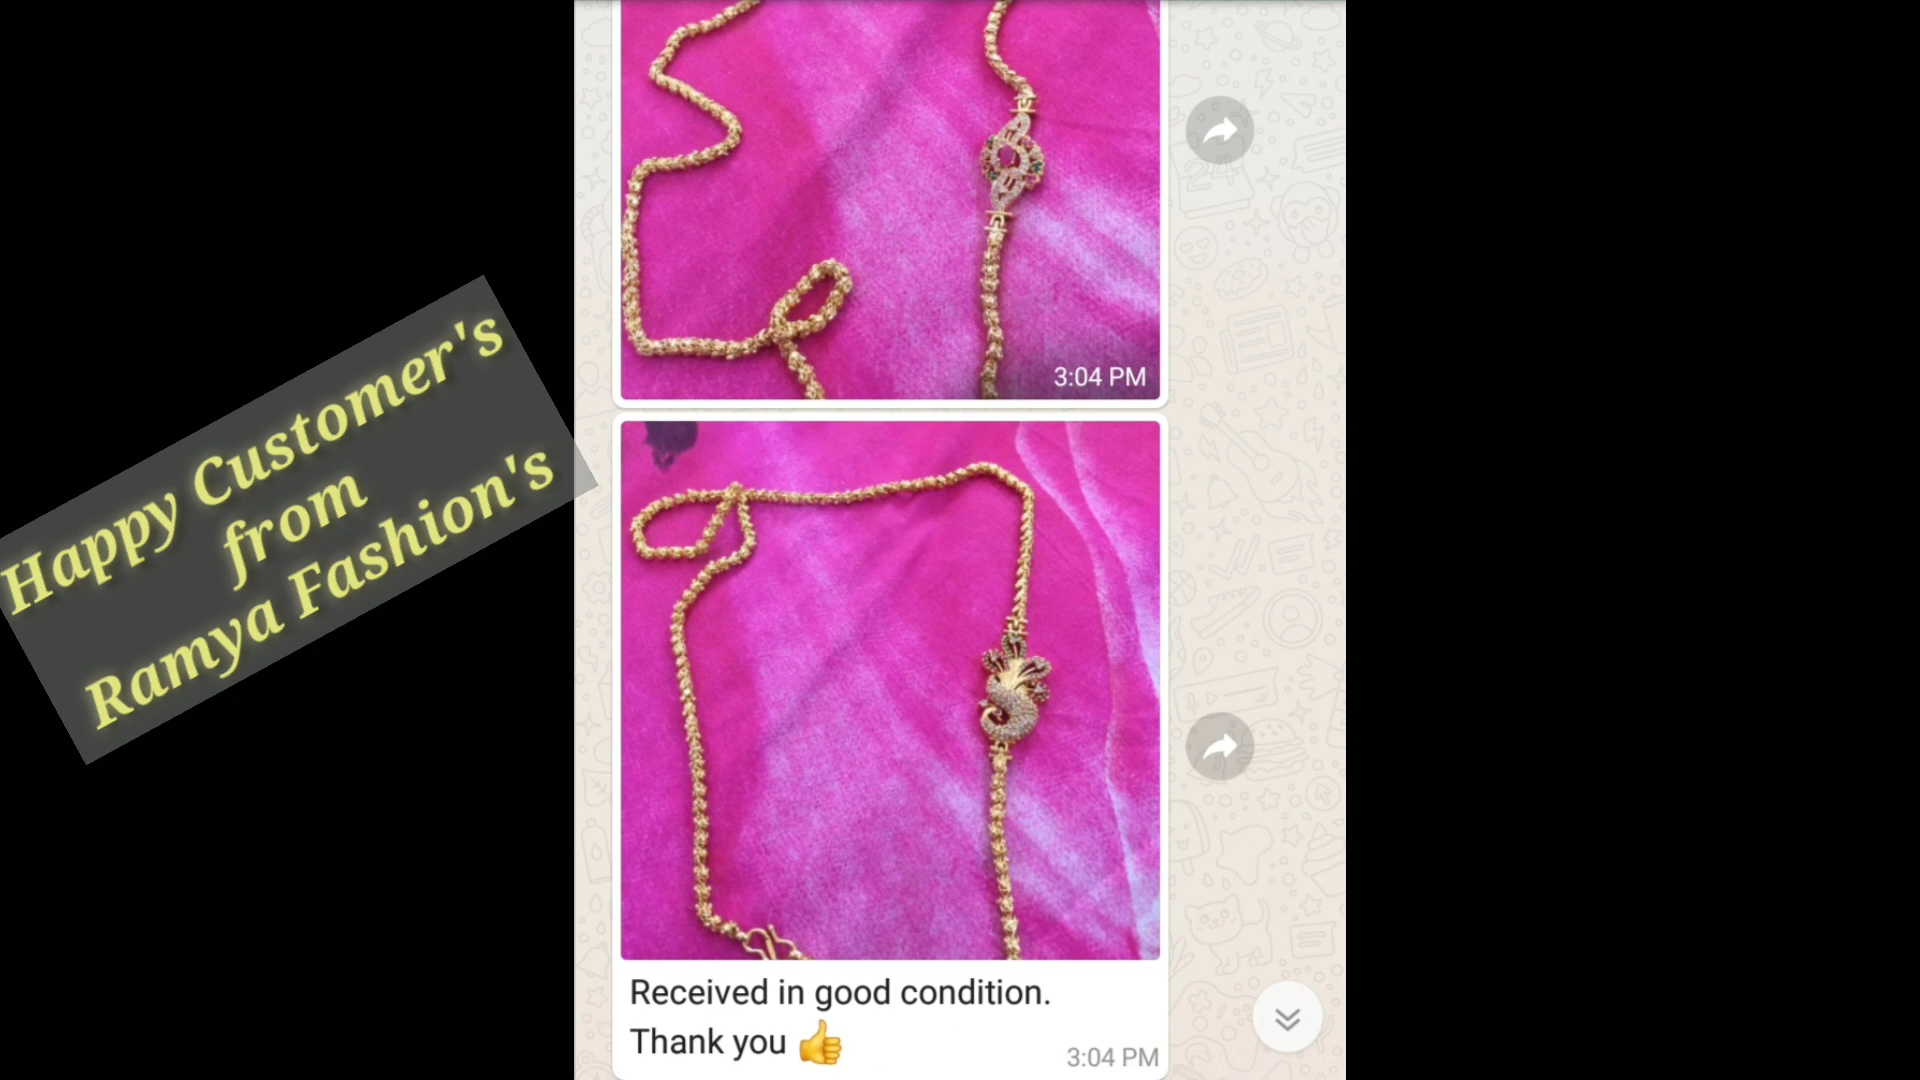 Happy Customer's
from
Ramya Fashion's
3:04 PM
Received in good condition.
Thank you 👍
3:04 PM